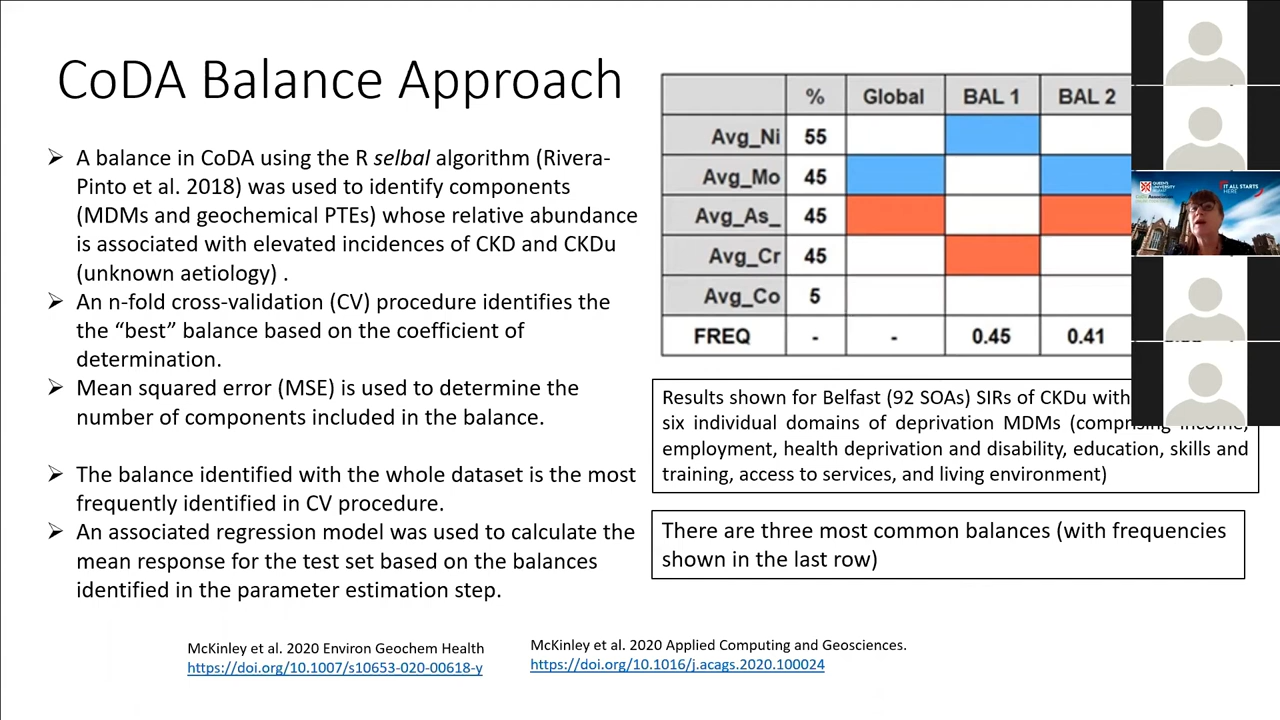 CoDA Balance Approach
➢ A balance in CoDA using the R selbal algorithm (Rivera-
Pinto et al. 2018) was used to identify components
(MDMs and geochemical PTEs) whose relative abundance
is associated with elevated incidences of CKD and CKDu
(unknown aetiology) .
➢ An n-fold cross-validation (CV) procedure identifies the
the “best” balance based on the coefficient of
determination.
➢ Mean squared error (MSE) is used to determine the
number of components included in the balance.
➢ The balance identified with the whole dataset is the most
frequently identified in CV procedure.
➢ An associated regression model was used to calculate the
mean response for the test set based on the balances
identified in the parameter estimation step.
% Global BAL 1 BAL 2
Avg_Ni 55
Avg_Mo 45
Avg_As_ 45
Avg_Cr 45
Avg_Co 5
FREQ - - 0.45 0.41
Results shown for Belfast (92 SOAs) SIRs of CKDu with
six individual domains of deprivation MDMs (comprising income,
employment, health deprivation and disability, education, skills and
training, access to services, and living environment)
There are three most common balances (with frequencies
shown in the last row)
McKinley et al. 2020 Environ Geochem Health
https://doi.org/10.1007/s10653-020-00618-y
McKinley et al. 2020 Applied Computing and Geosciences.
https://doi.org/10.1016/j.acags.2020.100024
QUEEN'S
UNIVERSITY
BELFAST
IT ALL STARTS
HERE